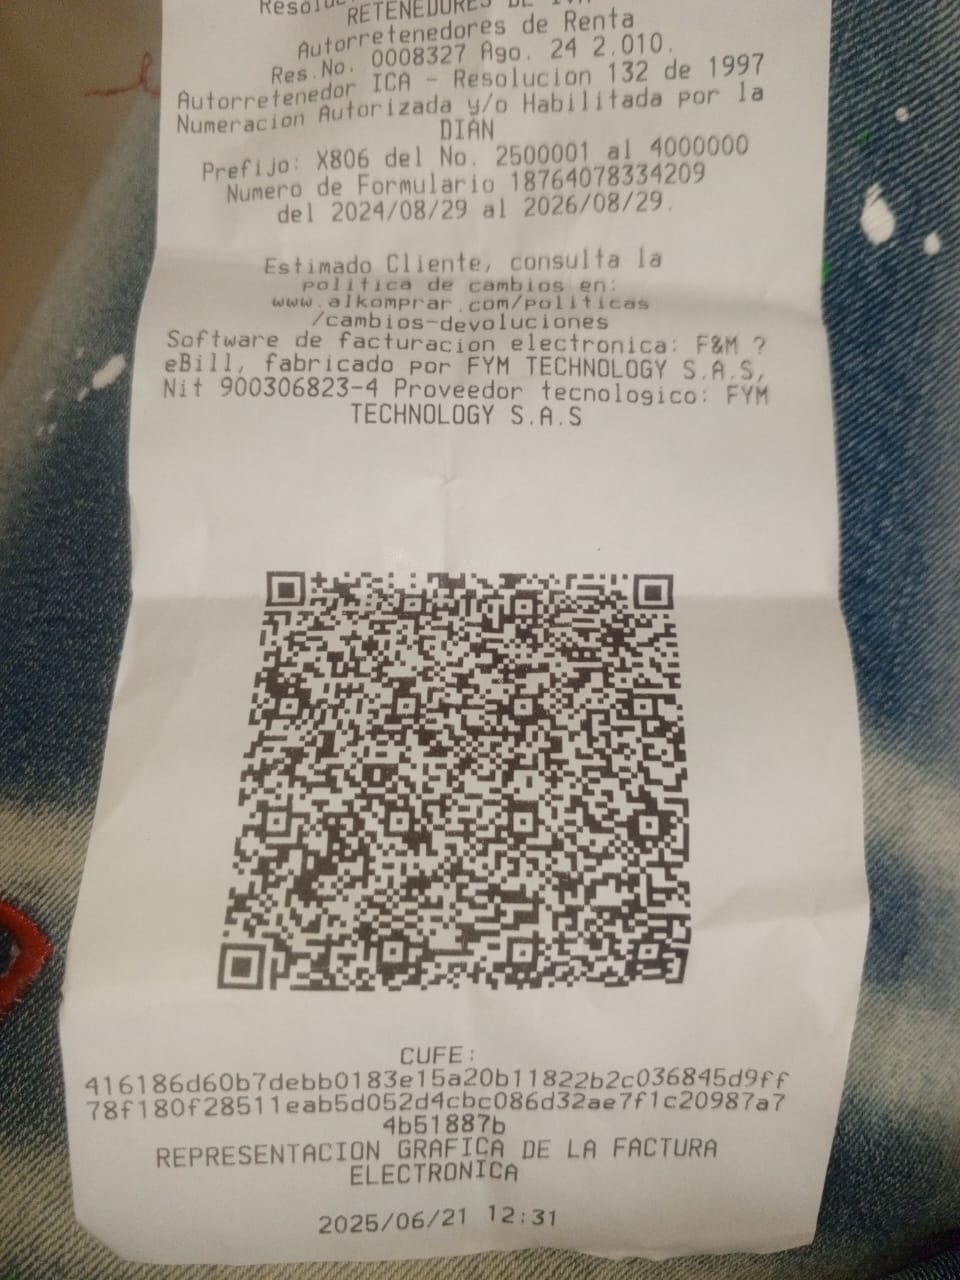 RETENEDORES DE IVA
Autorretenedores de Renta
Res.No. 0008327 Ago. 24 2.010.
Autorretenedor ICA - Resolucion 132 de 1997
Numeracion Autorizada y/o Habilitada por la
DIAN
Prefijo: X806 del No. 2500001 al 4000000
Numero de Formulario 18764078334209
del 2024/08/29 al 2026/08/29.
Estimado Cliente, consulta la
politica de cambios en:
www.alkomprar.com/politicas
/cambios-devoluciones
Software de facturacion electronica: F&M ?
eBill, fabricado por FYM TECHNOLOGY S.A.S,
Nit 900306823-4 Proveedor tecnologico: FYM
TECHNOLOGY S.A.S
CUFE:
416186d60b7debb0183e15a20b11822b2c036845d9ff
78f180f28511eab5d052d4cbc086d32ae7f1c20987a7
4b51887b
REPRESENTACION GRAFICA DE LA FACTURA
ELECTRONICA
2025/06/21 12:31